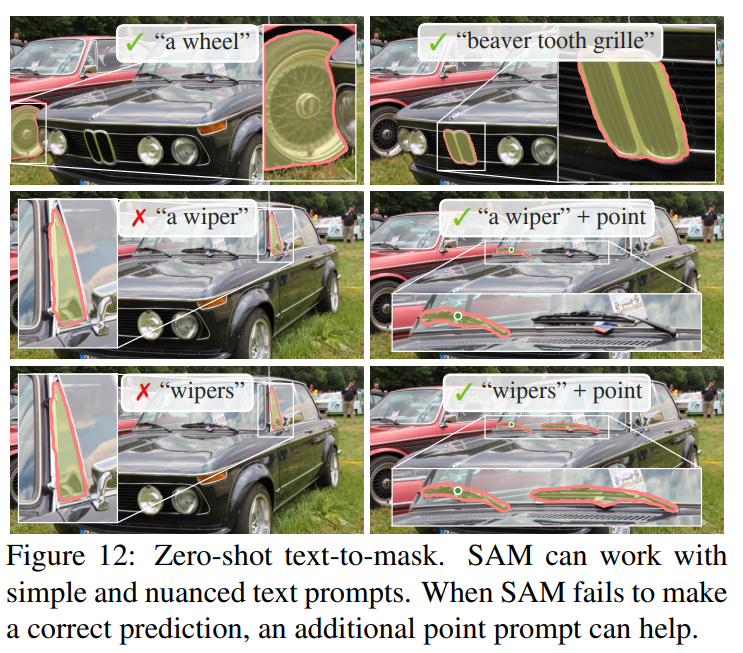 ✓ “a wheel”
✓ “beaver tooth grille”
✗ “a wiper”
✓ “a wiper” + point
✗ “wipers”
✓ “wipers” + point
Figure 12: Zero-shot text-to-mask. SAM can work with
simple and nuanced text prompts. When SAM fails to make
a correct prediction, an additional point prompt can help.